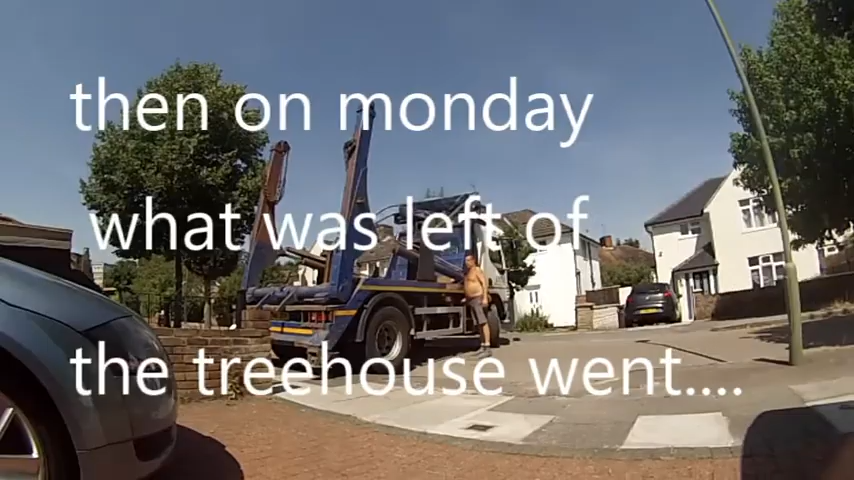 then on monday
what was left of
the treehouse went....